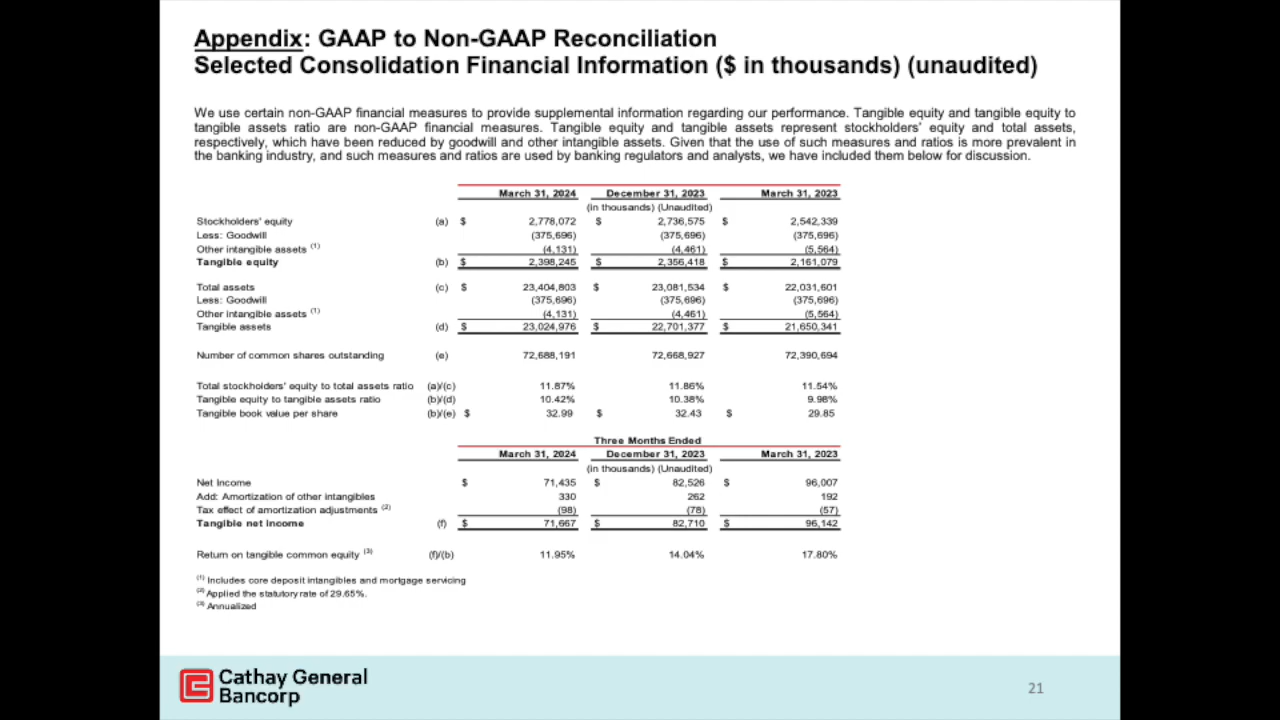 Appendix: GAAP to Non-GAAP Reconciliation
Selected Consolidation Financial Information ($ in thousands) (unaudited)
We use certain non-GAAP financial measures to provide supplemental information regarding our performance. Tangible equity and tangible equity to
tangible assets ratio are non-GAAP financial measures. Tangible equity and tangible assets represent stockholders' equity and total assets,
respectively, which have been reduced by goodwill and other intangible assets. Given that the use of such measures and ratios is more prevalent in
the banking industry, and such measures and ratios are used by banking regulators and analysts, we have included them below for discussion.
March 31, 2024 December 31, 2023 March 31, 2023
(in thousands) (Unaudited)
Stockholders' equity (a) $ 2,778,072 $ 2,736,575 $ 2,542,339
Less: Goodwill (375,696) (375,696) (375,696)
Other intangible assets (1) (4,131) (4,461) (5,564)
Tangible equity (b) $ 2,398,245 $ 2,356,418 $ 2,161,079
Total assets (c) $ 23,404,803 $ 23,081,534 $ 22,031,601
Less: Goodwill (375,696) (375,696) (375,696)
Other intangible assets (1) (4,131) (4,461) (5,564)
Tangible assets (d) $ 23,024,976 $ 22,701,377 $ 21,650,341
Number of common shares outstanding (e) 72,688,191 72,668,927 72,390,694
Total stockholders' equity to total assets ratio (a)/(c) 11.87% 11.86% 11.54%
Tangible equity to tangible assets ratio (b)/(d) 10.42% 10.38% 9.98%
Tangible book value per share (b)/(e) $ 32.99 $ 32.43 $ 29.85
Three Months Ended
March 31, 2024 December 31, 2023 March 31, 2023
(in thousands) (Unaudited)
Net Income $ 71,435 $ 82,526 $ 96,007
Add: Amortization of other intangibles 330 262 192
Tax effect of amortization adjustments (2) (98) (78) (57)
Tangible net income (f) $ 71,667 $ 82,710 $ 96,142
Return on tangible common equity (3) (f)/(b) 11.95% 14.04% 17.80%
(1) Includes core deposit intangibles and mortgage servicing
(2) Applied the statutory rate of 29.65%.
(3) Annualized
Cathay General
Bancorp
21